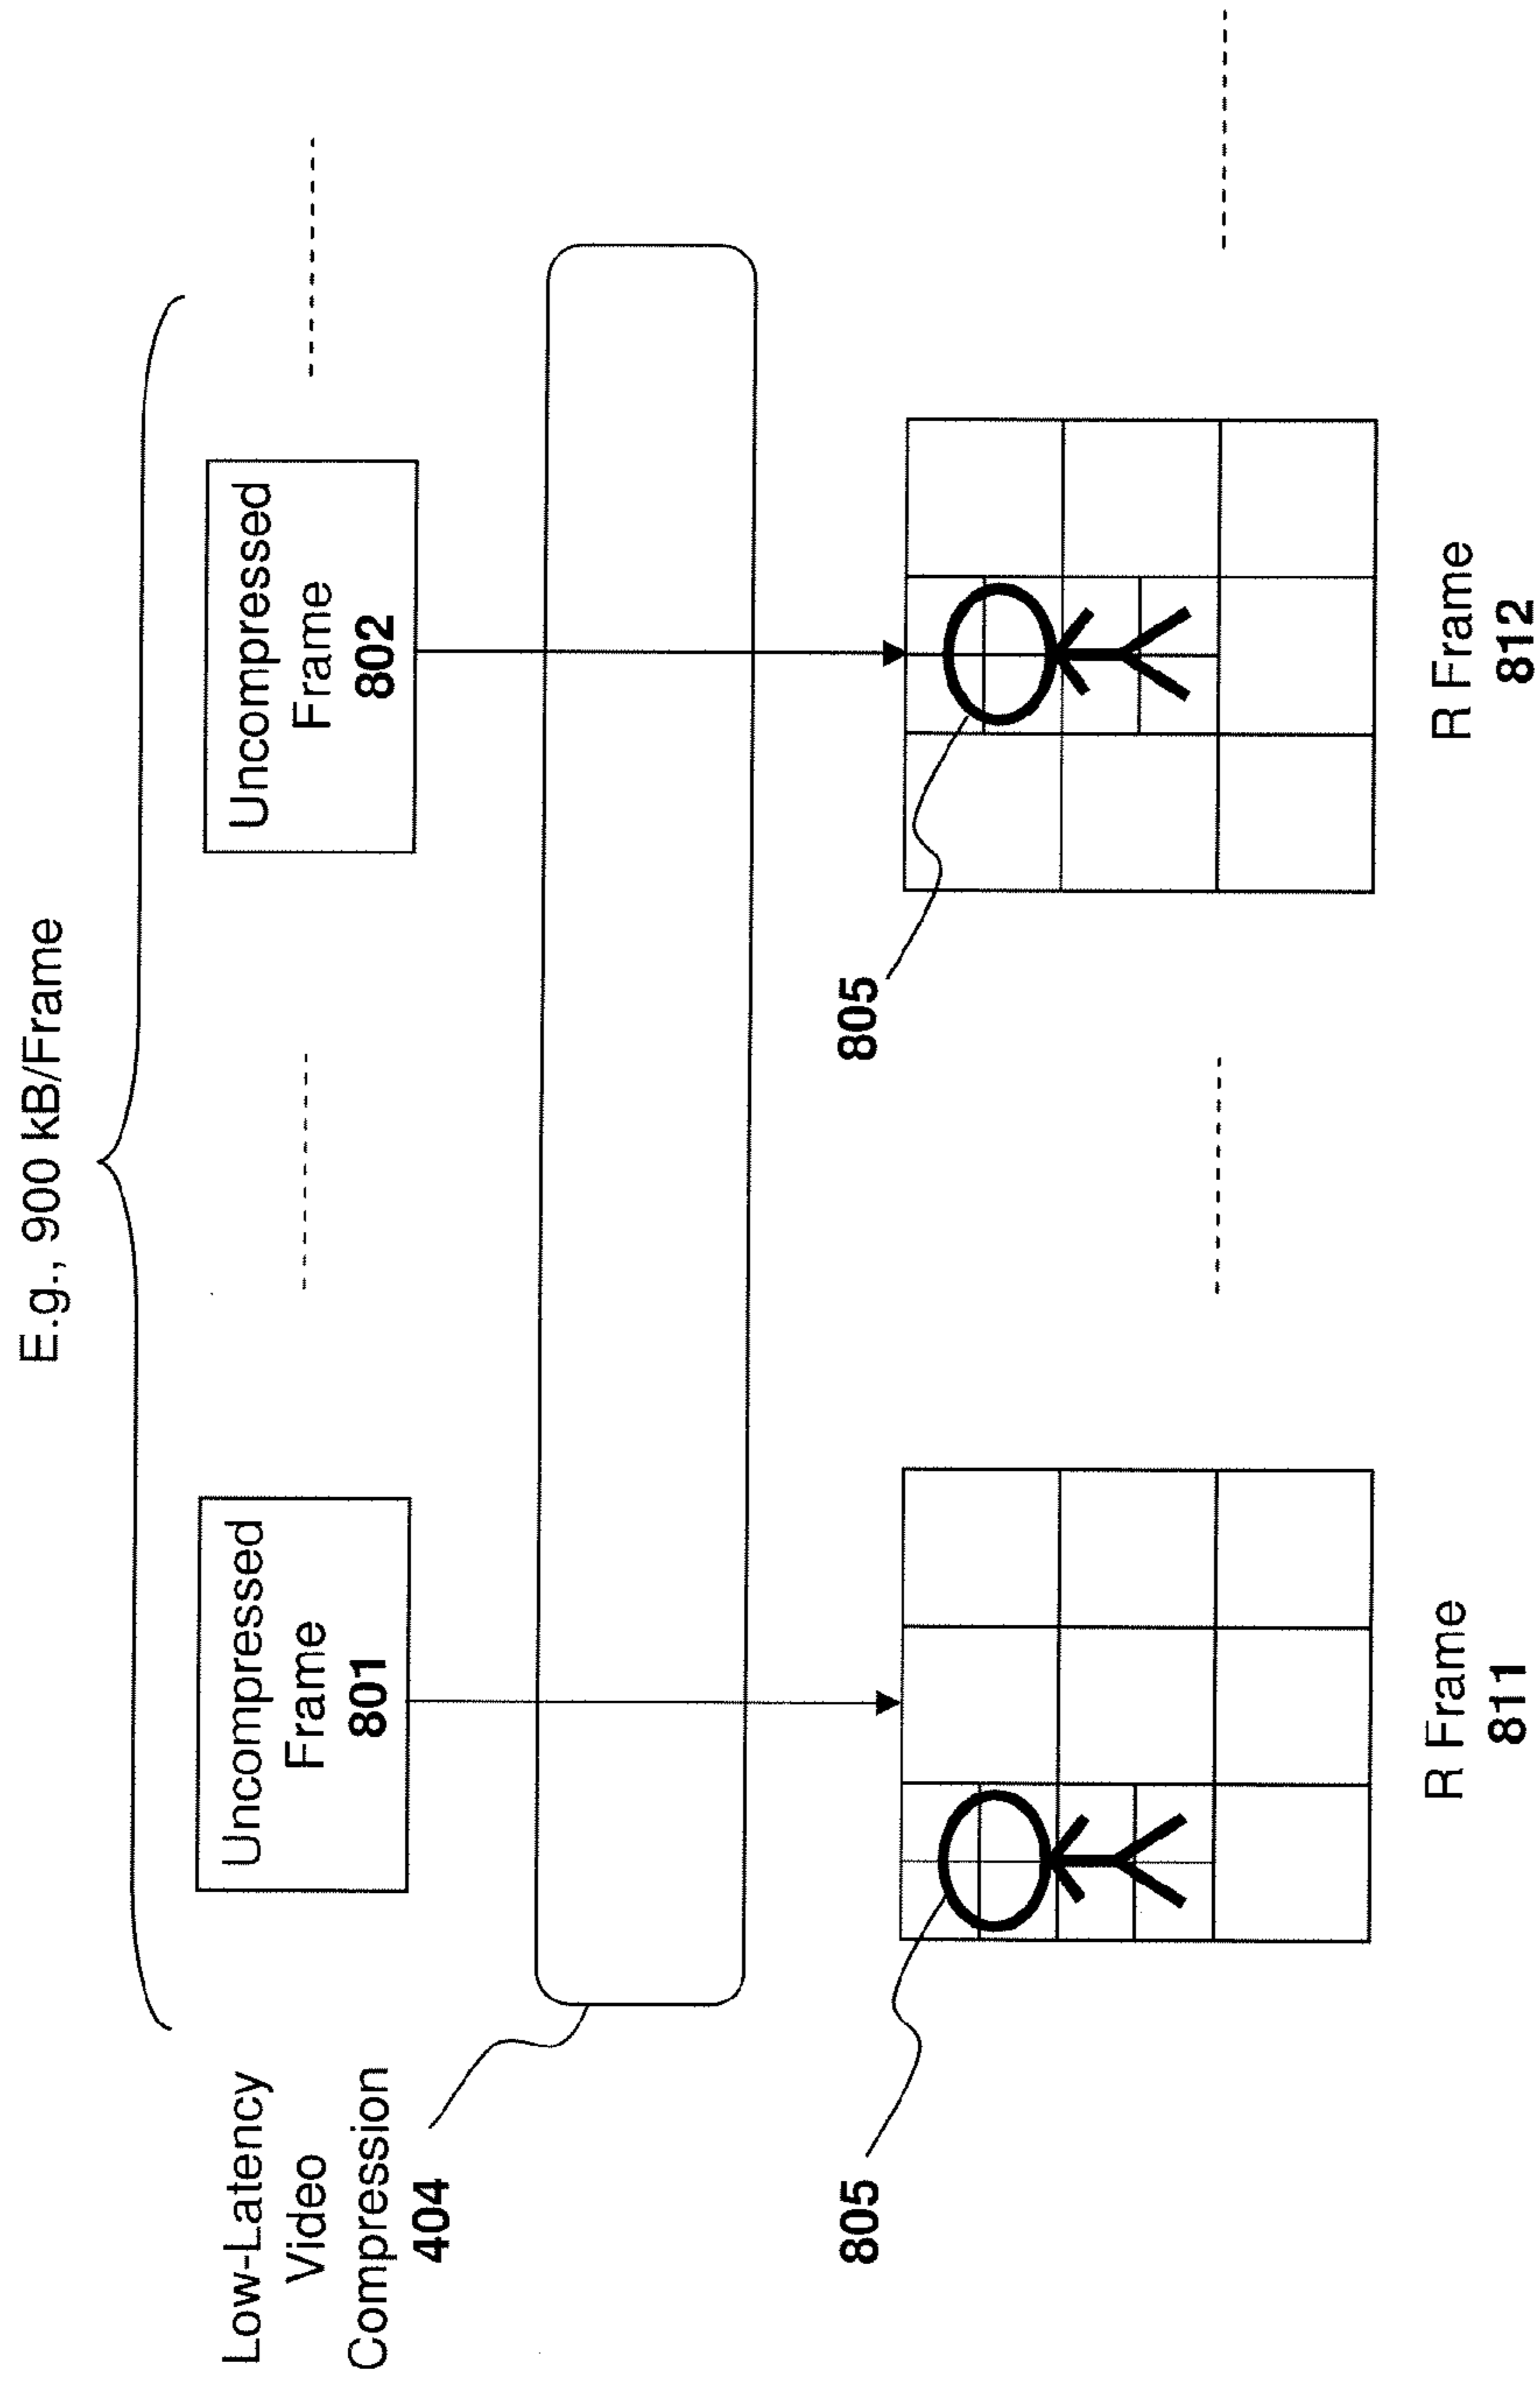 E.g., 900 kB/Frame
Low-Latency
Video
Compression
404
Uncompressed
Frame
801
Uncompressed
Frame
802
805
805
R Frame
811
R Frame
812